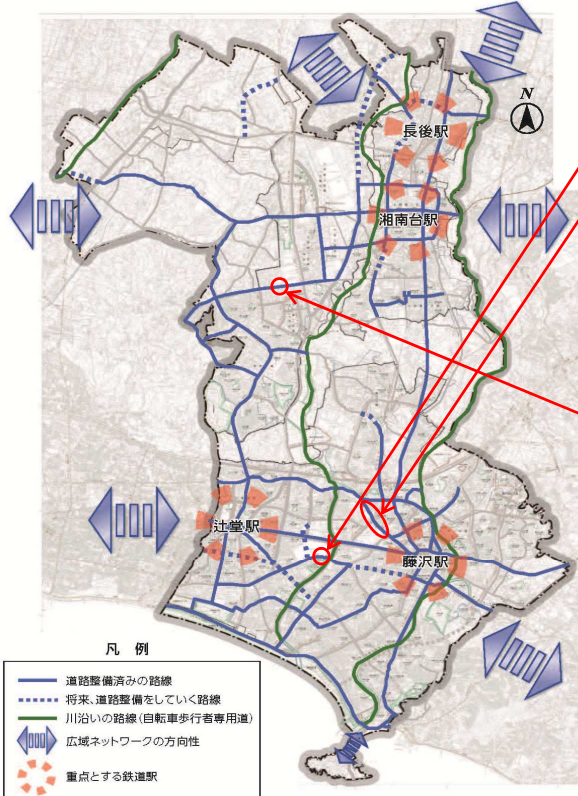 N
長後駅
湘南台駅
辻堂駅
藤沢駅
凡 例
道路整備済みの路線
将来、道路整備をしていく路線
川沿いの路線(自転車歩行者専用道)
広域ネットワークの方向性
重点とする鉄道駅